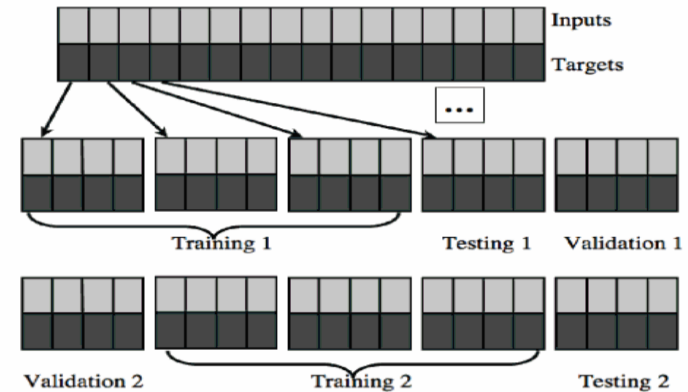 Inputs
Targets
...
Training 1
Testing 1
Validation 1
Validation 2
Training 2
Testing 2